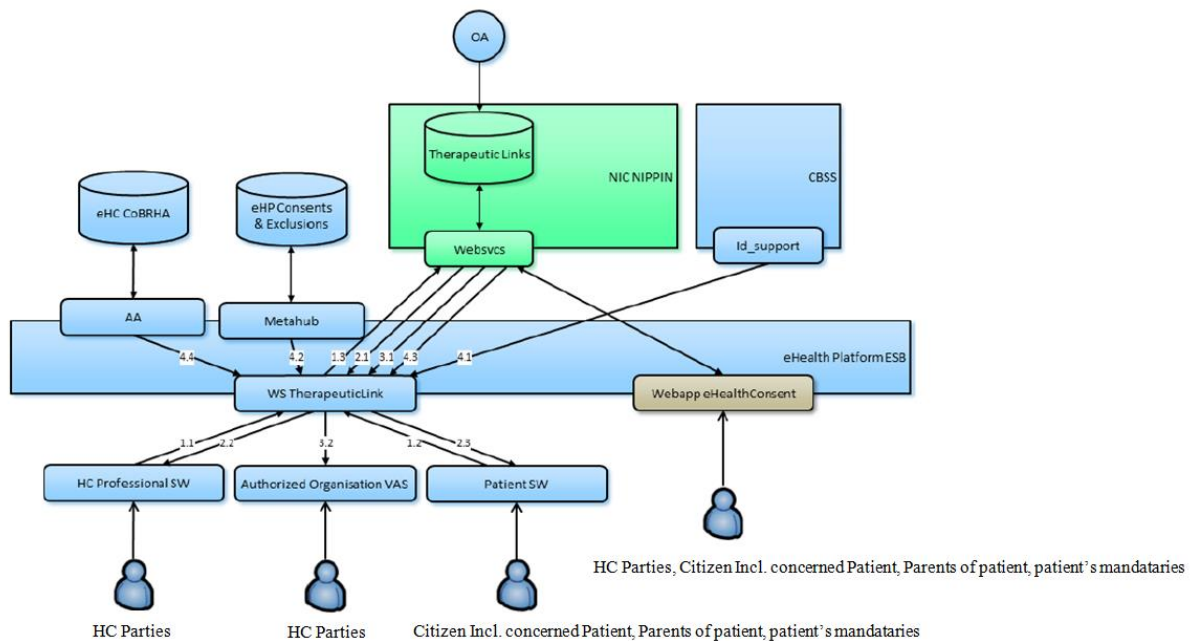 OA
Therapeutic Links
NIC NIPPIN
CBSS
eHC CoBRHA
eHP Consents
& Exclusions
Websvcs
Id_support
AA
Metahub
4.4
4.2
1.3
2.1
3.1
4.3
4.1
eHealth Platform ESB
WS TherapeuticLink
Webapp eHealthConsent
1.1
2.2
3.2
1.2
2.3
HC Professional SW
Authorized Organisation VAS
Patient SW
HC Parties, Citizen Incl. concerned Patient, Parents of patient, patient's mandataries
HC Parties
HC Parties
Citizen Incl. concerned Patient, Parents of patient, patient's mandataries